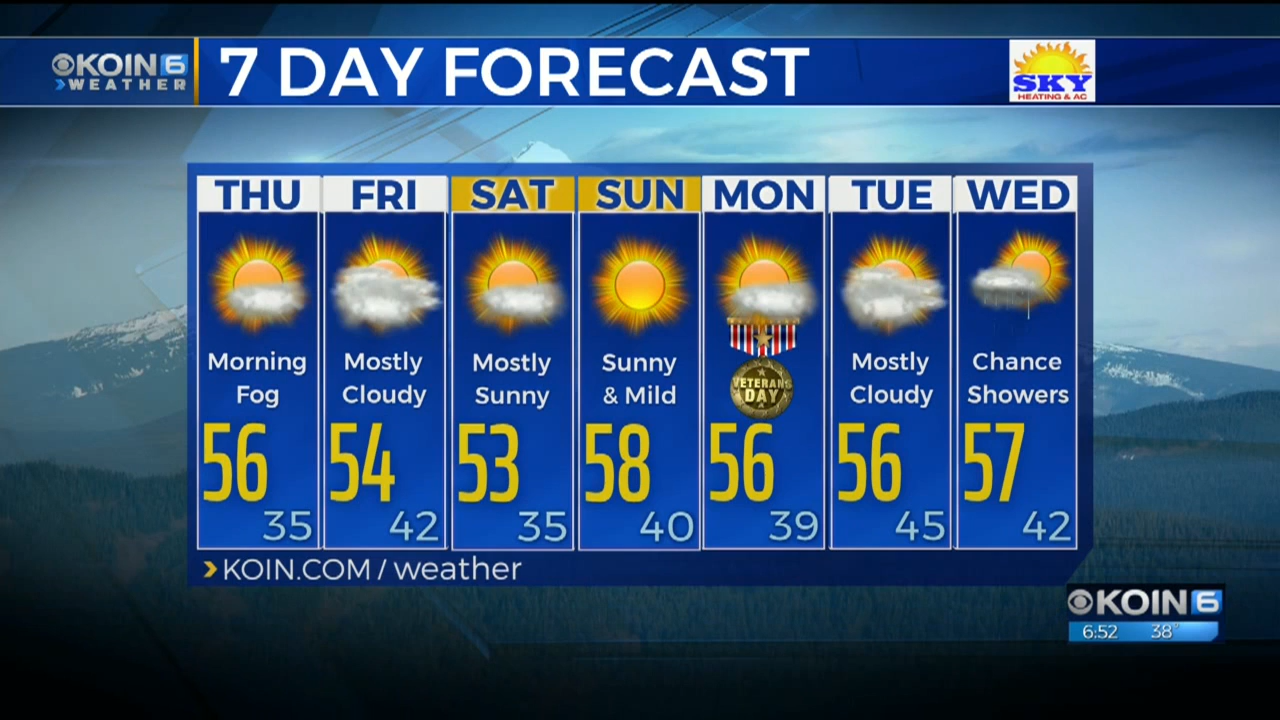 KOIN 6
WEATHER
7 DAY FORECAST
SKY
HEATING & AC
THU FRI SAT SUN MON TUE WED
Morning Mostly Mostly Sunny Mostly Chance
Fog Cloudy Sunny & Mild Cloudy Showers
VETERANS
DAY
56 54 53 58 56 56 57
35 42 35 40 39 45 42
KOIN.COM / weather
KOIN 6
6:52 38°